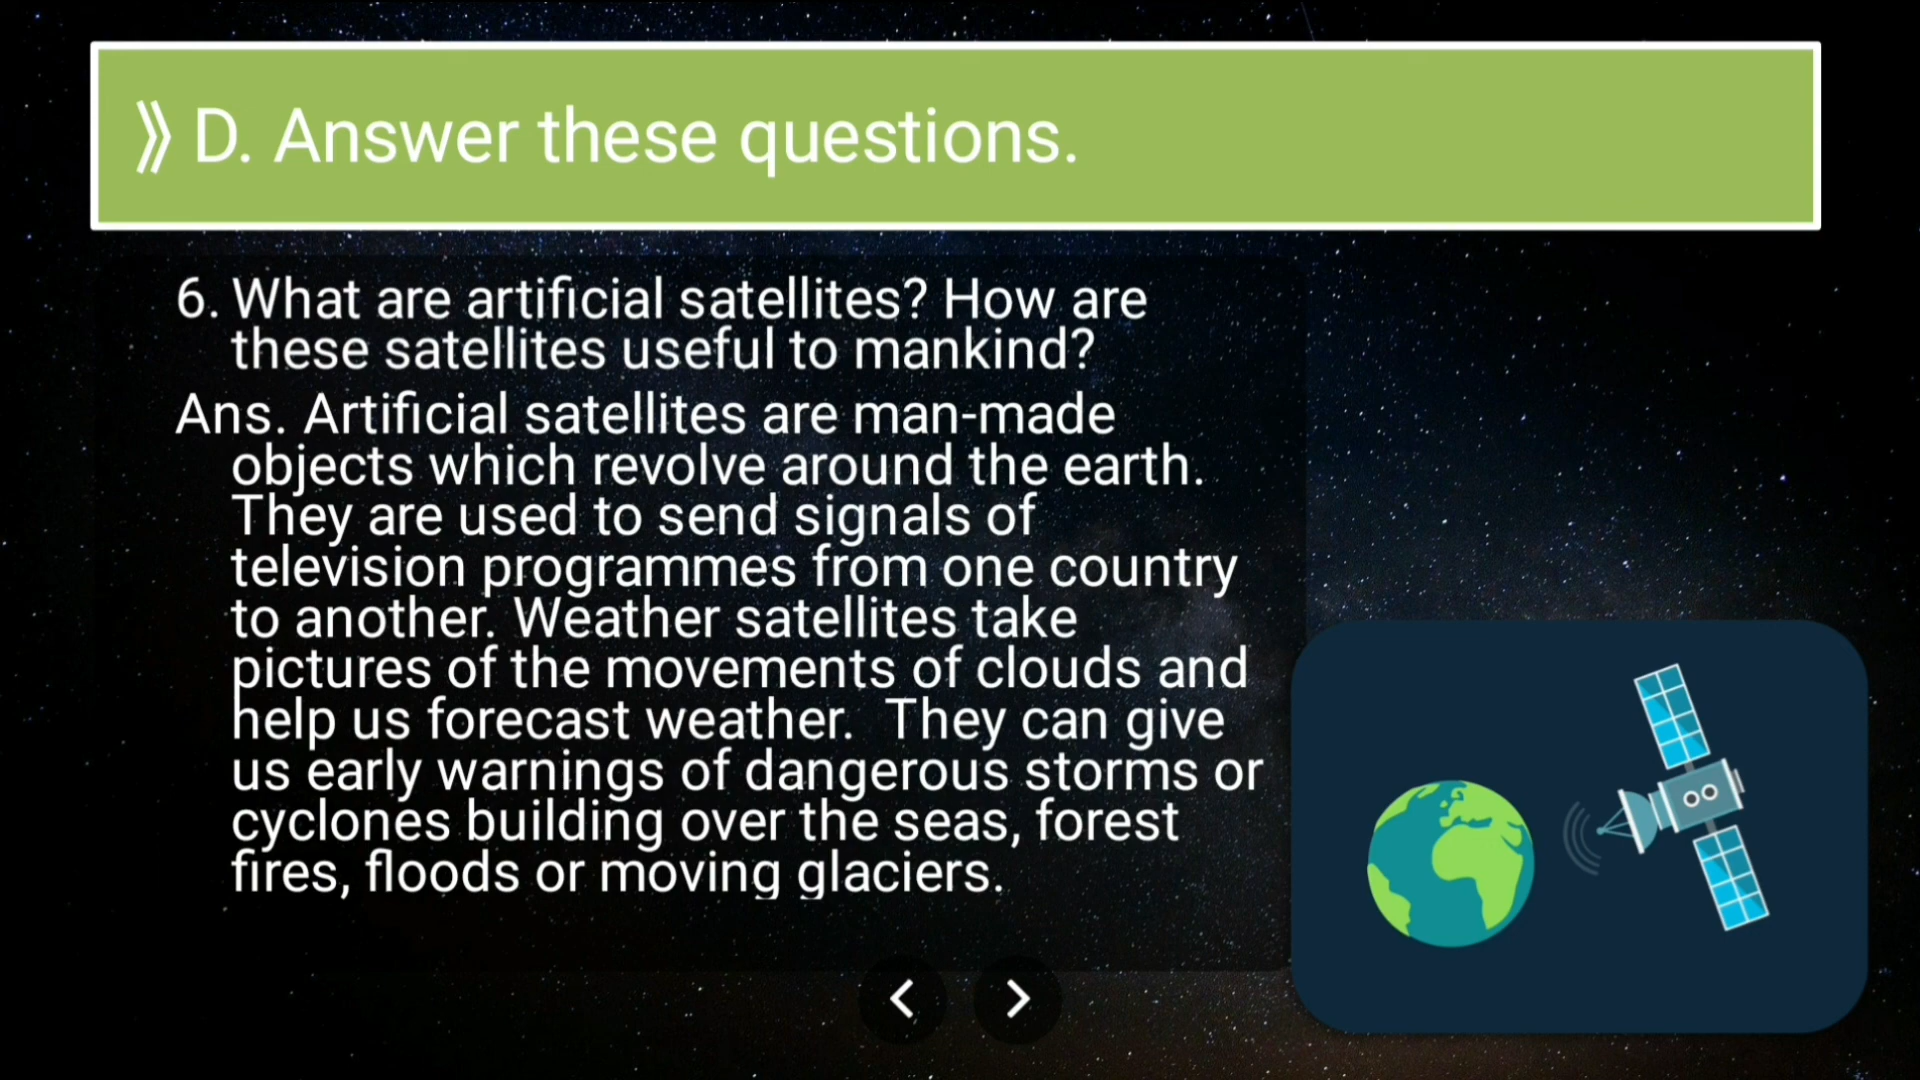 ⟫ D. Answer these questions.
6. What are artificial satellites? How are
these satellites useful to mankind?
Ans. Artificial satellites are man-made
objects which revolve around the earth.
They are used to send signals of
television programmes from one country
to another. Weather satellites take
pictures of the movements of clouds and
help us forecast weather.  They can give
us early warnings of dangerous storms or
cyclones building over the seas, forest
fires, floods or moving glaciers.